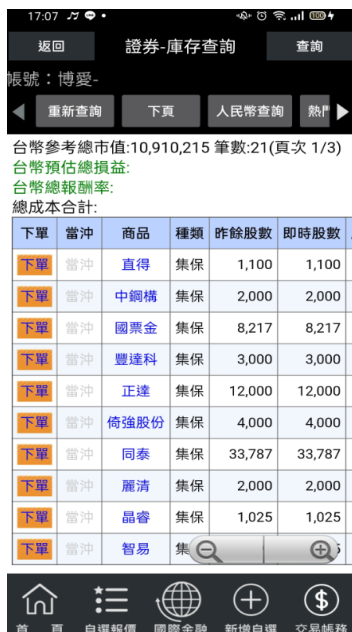 17:07
返回 證券-庫存查詢 查詢
帳號：博愛-
重新查詢 下頁 人民幣查詢 熱門
台幣參考總市值:10,910,215 筆數:21(頁次 1/3)
台幣預估總損益:
台幣總報酬率:
總成本合計:
下單 當沖 商品 種類 昨餘股數 即時股數
下單 當沖 直得 集保 1,100 1,100
下單 當沖 中鋼構 集保 2,000 2,000
下單 當沖 國票金 集保 8,217 8,217
下單 當沖 豐達科 集保 3,000 3,000
下單 當沖 正達 集保 12,000 12,000
下單 當沖 倚強股份 集保 4,000 4,000
下單 當沖 同泰 集保 33,787 33,787
下單 當沖 麗清 集保 2,000 2,000
下單 當沖 晶睿 集保 1,025 1,025
下單 當沖 智易 集
首 頁 自選報價 國際金融 新增自選 交易帳務